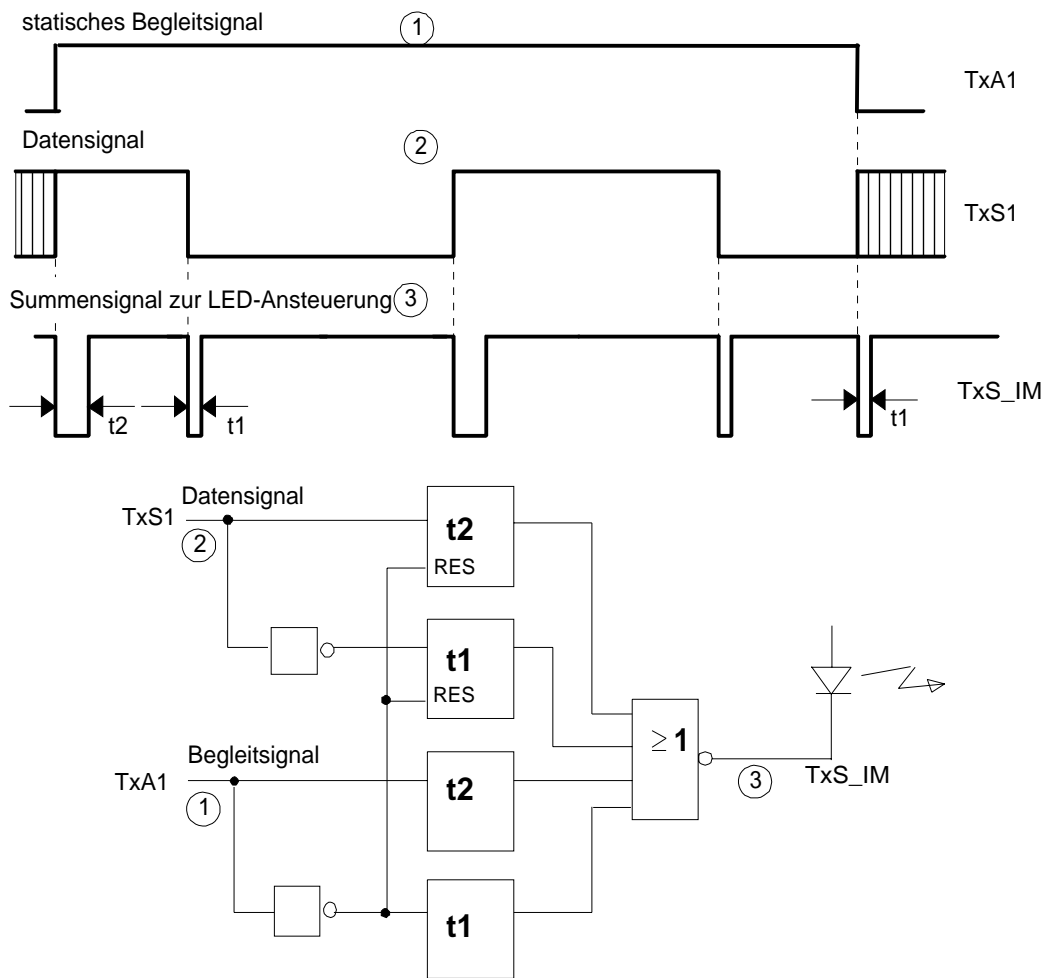 statisches Begleitsignal
1
TxA1
Datensignal
2
TxS1
Summensignal zur LED-Ansteuerung 3
TxS_IM
t2
t1
t1
Datensignal
TxS1
2
t2
RES
t1
RES
≥ 1
Begleitsignal
TxA1
1
t2
3
TxS_IM
t1